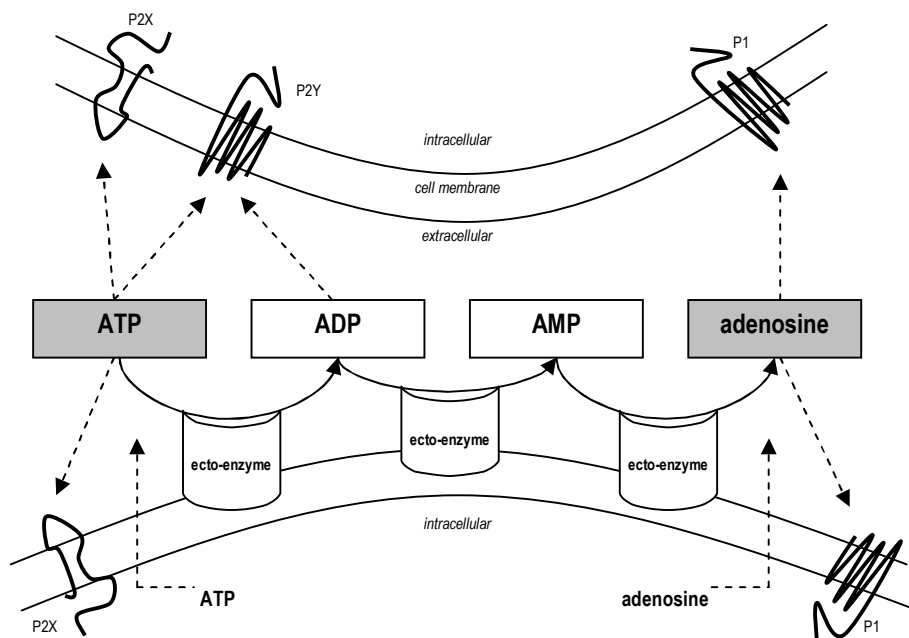 P2X
P1
P2Y
intracellular
cell membrane
extracellular
ATP
ADP
AMP
adenosine
ecto-enzyme
ecto-enzyme
ecto-enzyme
intracellular
ATP
adenosine
P2X
P1